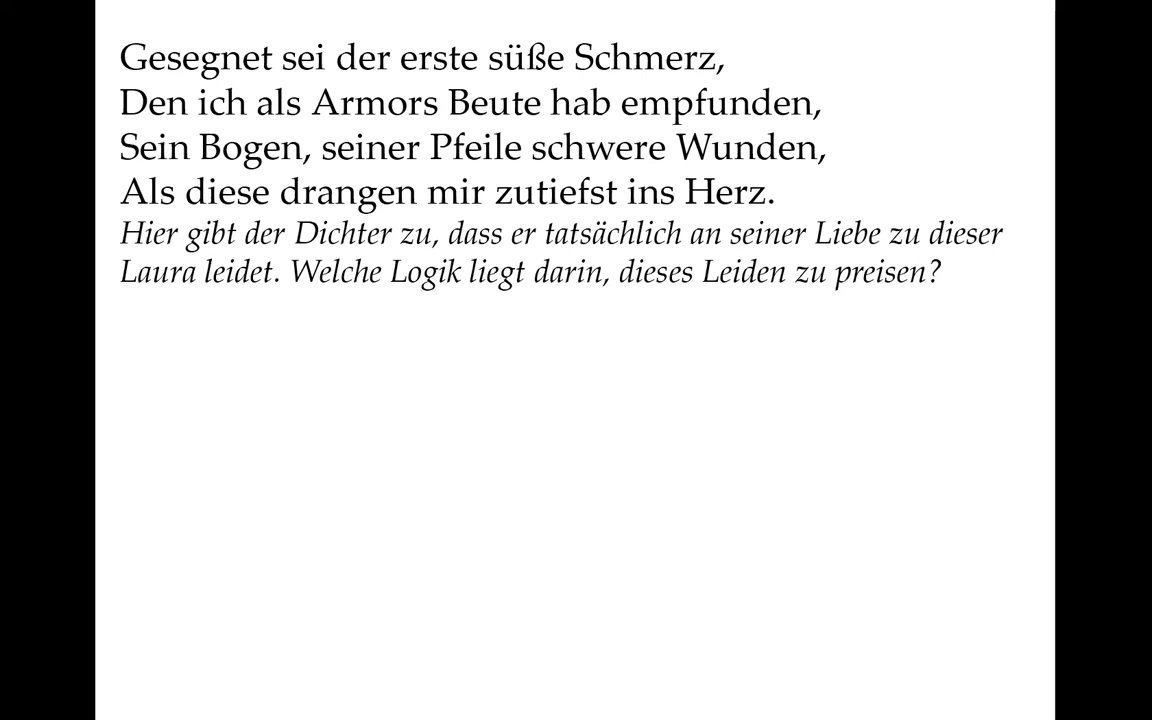 Gesegnet sei der erste süße Schmerz,
Den ich als Armors Beute hab empfunden,
Sein Bogen, seiner Pfeile schwere Wunden,
Als diese drangen mir zutiefst ins Herz.
Hier gibt der Dichter zu, dass er tatsächlich an seiner Liebe zu dieser
Laura leidet. Welche Logik liegt darin, dieses Leiden zu preisen?